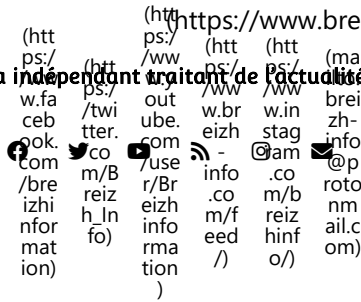 (https://www.bre
a indépendant traitant de l'actualité
(htt
ps:/
/ww
w.fa
ceb
ook.
com
/bre
izhi
nfor
mat
ion)
(htt
ps:/
/twi
tter.
co
m/B
reiz
h_In
fo)
(htt
ps:/
/ww
w.y
out
ube.
com
/use
r/Br
eizh
info
rma
tion
)
(htt
ps:/
/ww
w.br
eizh
-
info
.co
m/f
eed
/)
(htt
ps:/
/ww
w.in
stag
ram
.co
m/b
reiz
hinf
o/)
(ma
ilto:
brei
zh-
info
@p
roto
nm
ail.c
om)